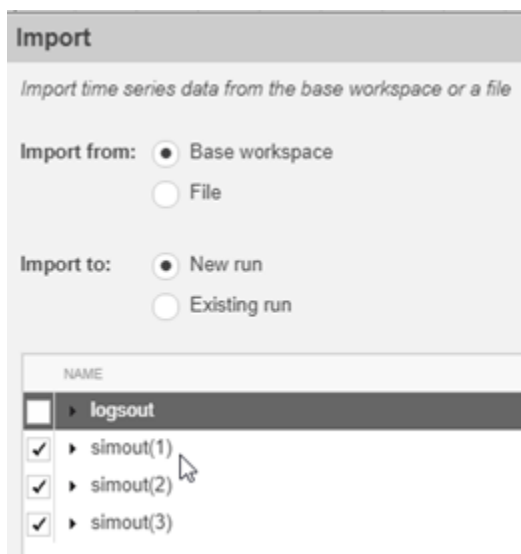 Import
Import time series data from the base workspace or a file
Import from: Base workspace
File
Import to: New run
Existing run
NAME
logsout
simout(1)
simout(2)
simout(3)